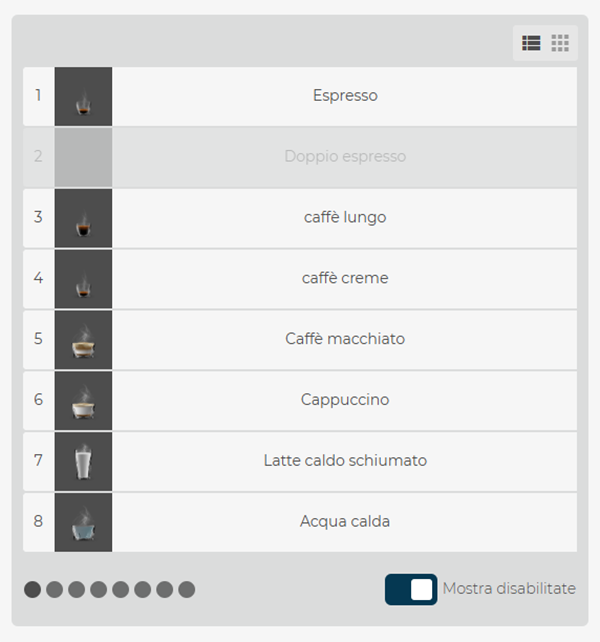 1 Espresso
2 Doppio espresso
3 caffè lungo
4 caffè creme
5 Caffè macchiato
6 Cappuccino
7 Latte caldo schiumato
8 Acqua calda
Mostra disabilitate